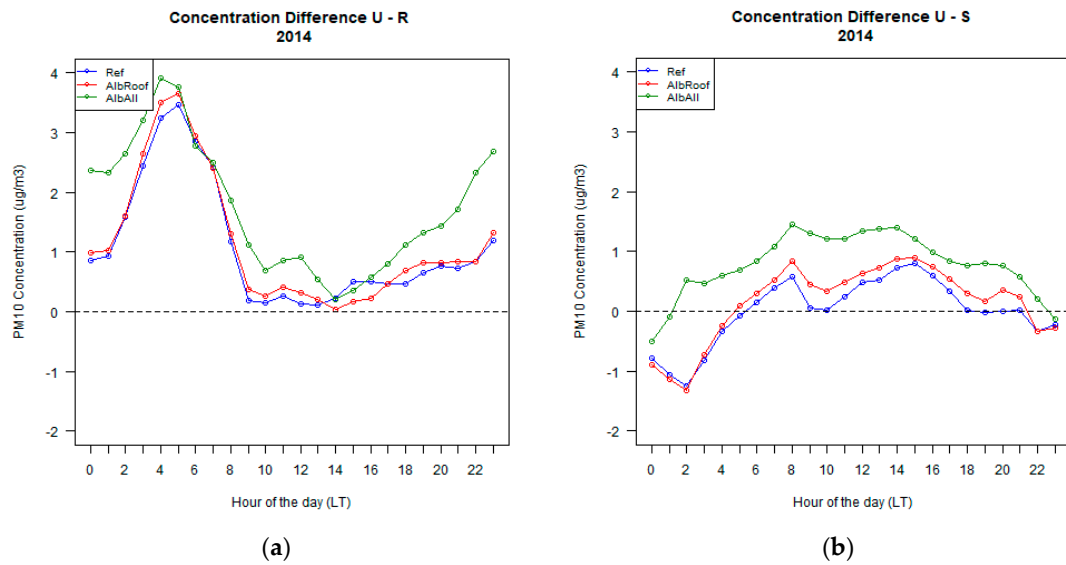 Concentration Difference U - R
2014
Ref
AlbRoof
AlbAll
PM10 Concentration (ug/m3)
4
3
2
1
0
-1
-2
0 2 4 6 8 10 12 14 16 18 20 22
Hour of the day (LT)
(a)
Concentration Difference U - S
2014
Ref
AlbRoof
AlbAll
PM10 Concentration (ug/m3)
4
3
2
1
0
-1
-2
0 2 4 6 8 10 12 14 16 18 20 22
Hour of the day (LT)
(b)